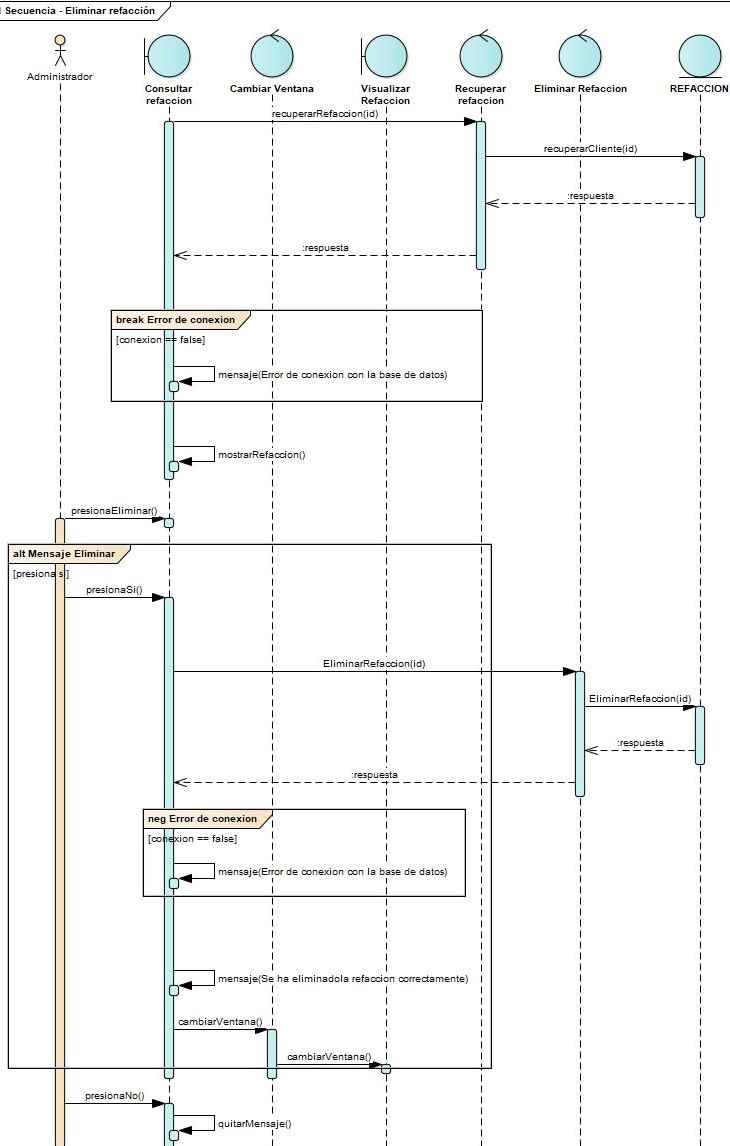 Secuencia - Eliminar refacción
Administrador
Consultar
refaccion
Cambiar Ventana
Visualizar
Refaccion
Recuperar
refaccion
Eliminar Refaccion
REFACCION
recuperarRefaccion(id)
recuperarCliente(id)
:respuesta
:respuesta
break Error de conexion
[conexion == false]
mensaje(Error de conexion con la base de datos)
mostrarRefaccion()
presionaEliminar()
alt Mensaje Eliminar
[presiona si]
presionaSi()
EliminarRefaccion(id)
EliminarRefaccion(id)
:respuesta
:respuesta
neg Error de conexion
[conexion == false]
mensaje(Error de conexion con la base de datos)
mensaje(Se ha eliminadola refaccion correctamente)
cambiarVentana()
cambiarVentana()
presionaNo()
quitarMensaje()